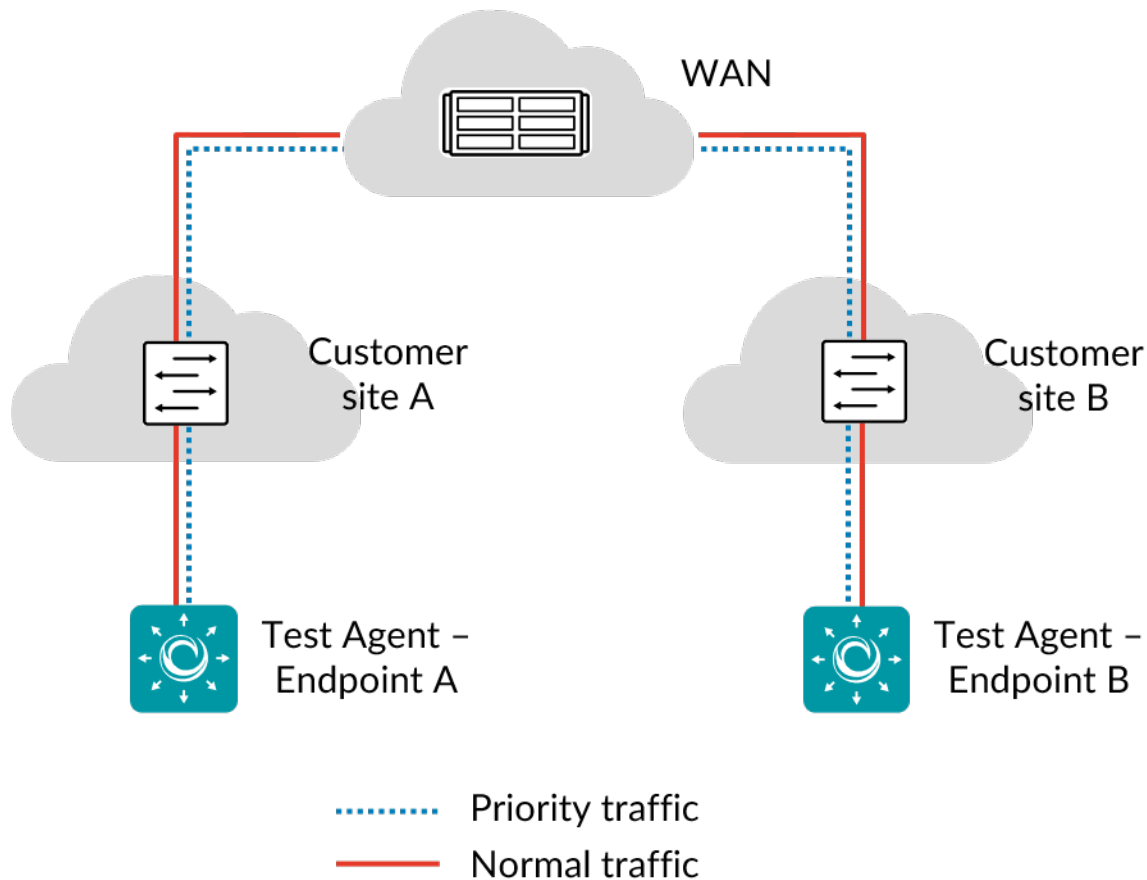 WAN
Customer
site A
Customer
site B
Test Agent –
Endpoint A
Test Agent –
Endpoint B
Priority traffic
Normal traffic